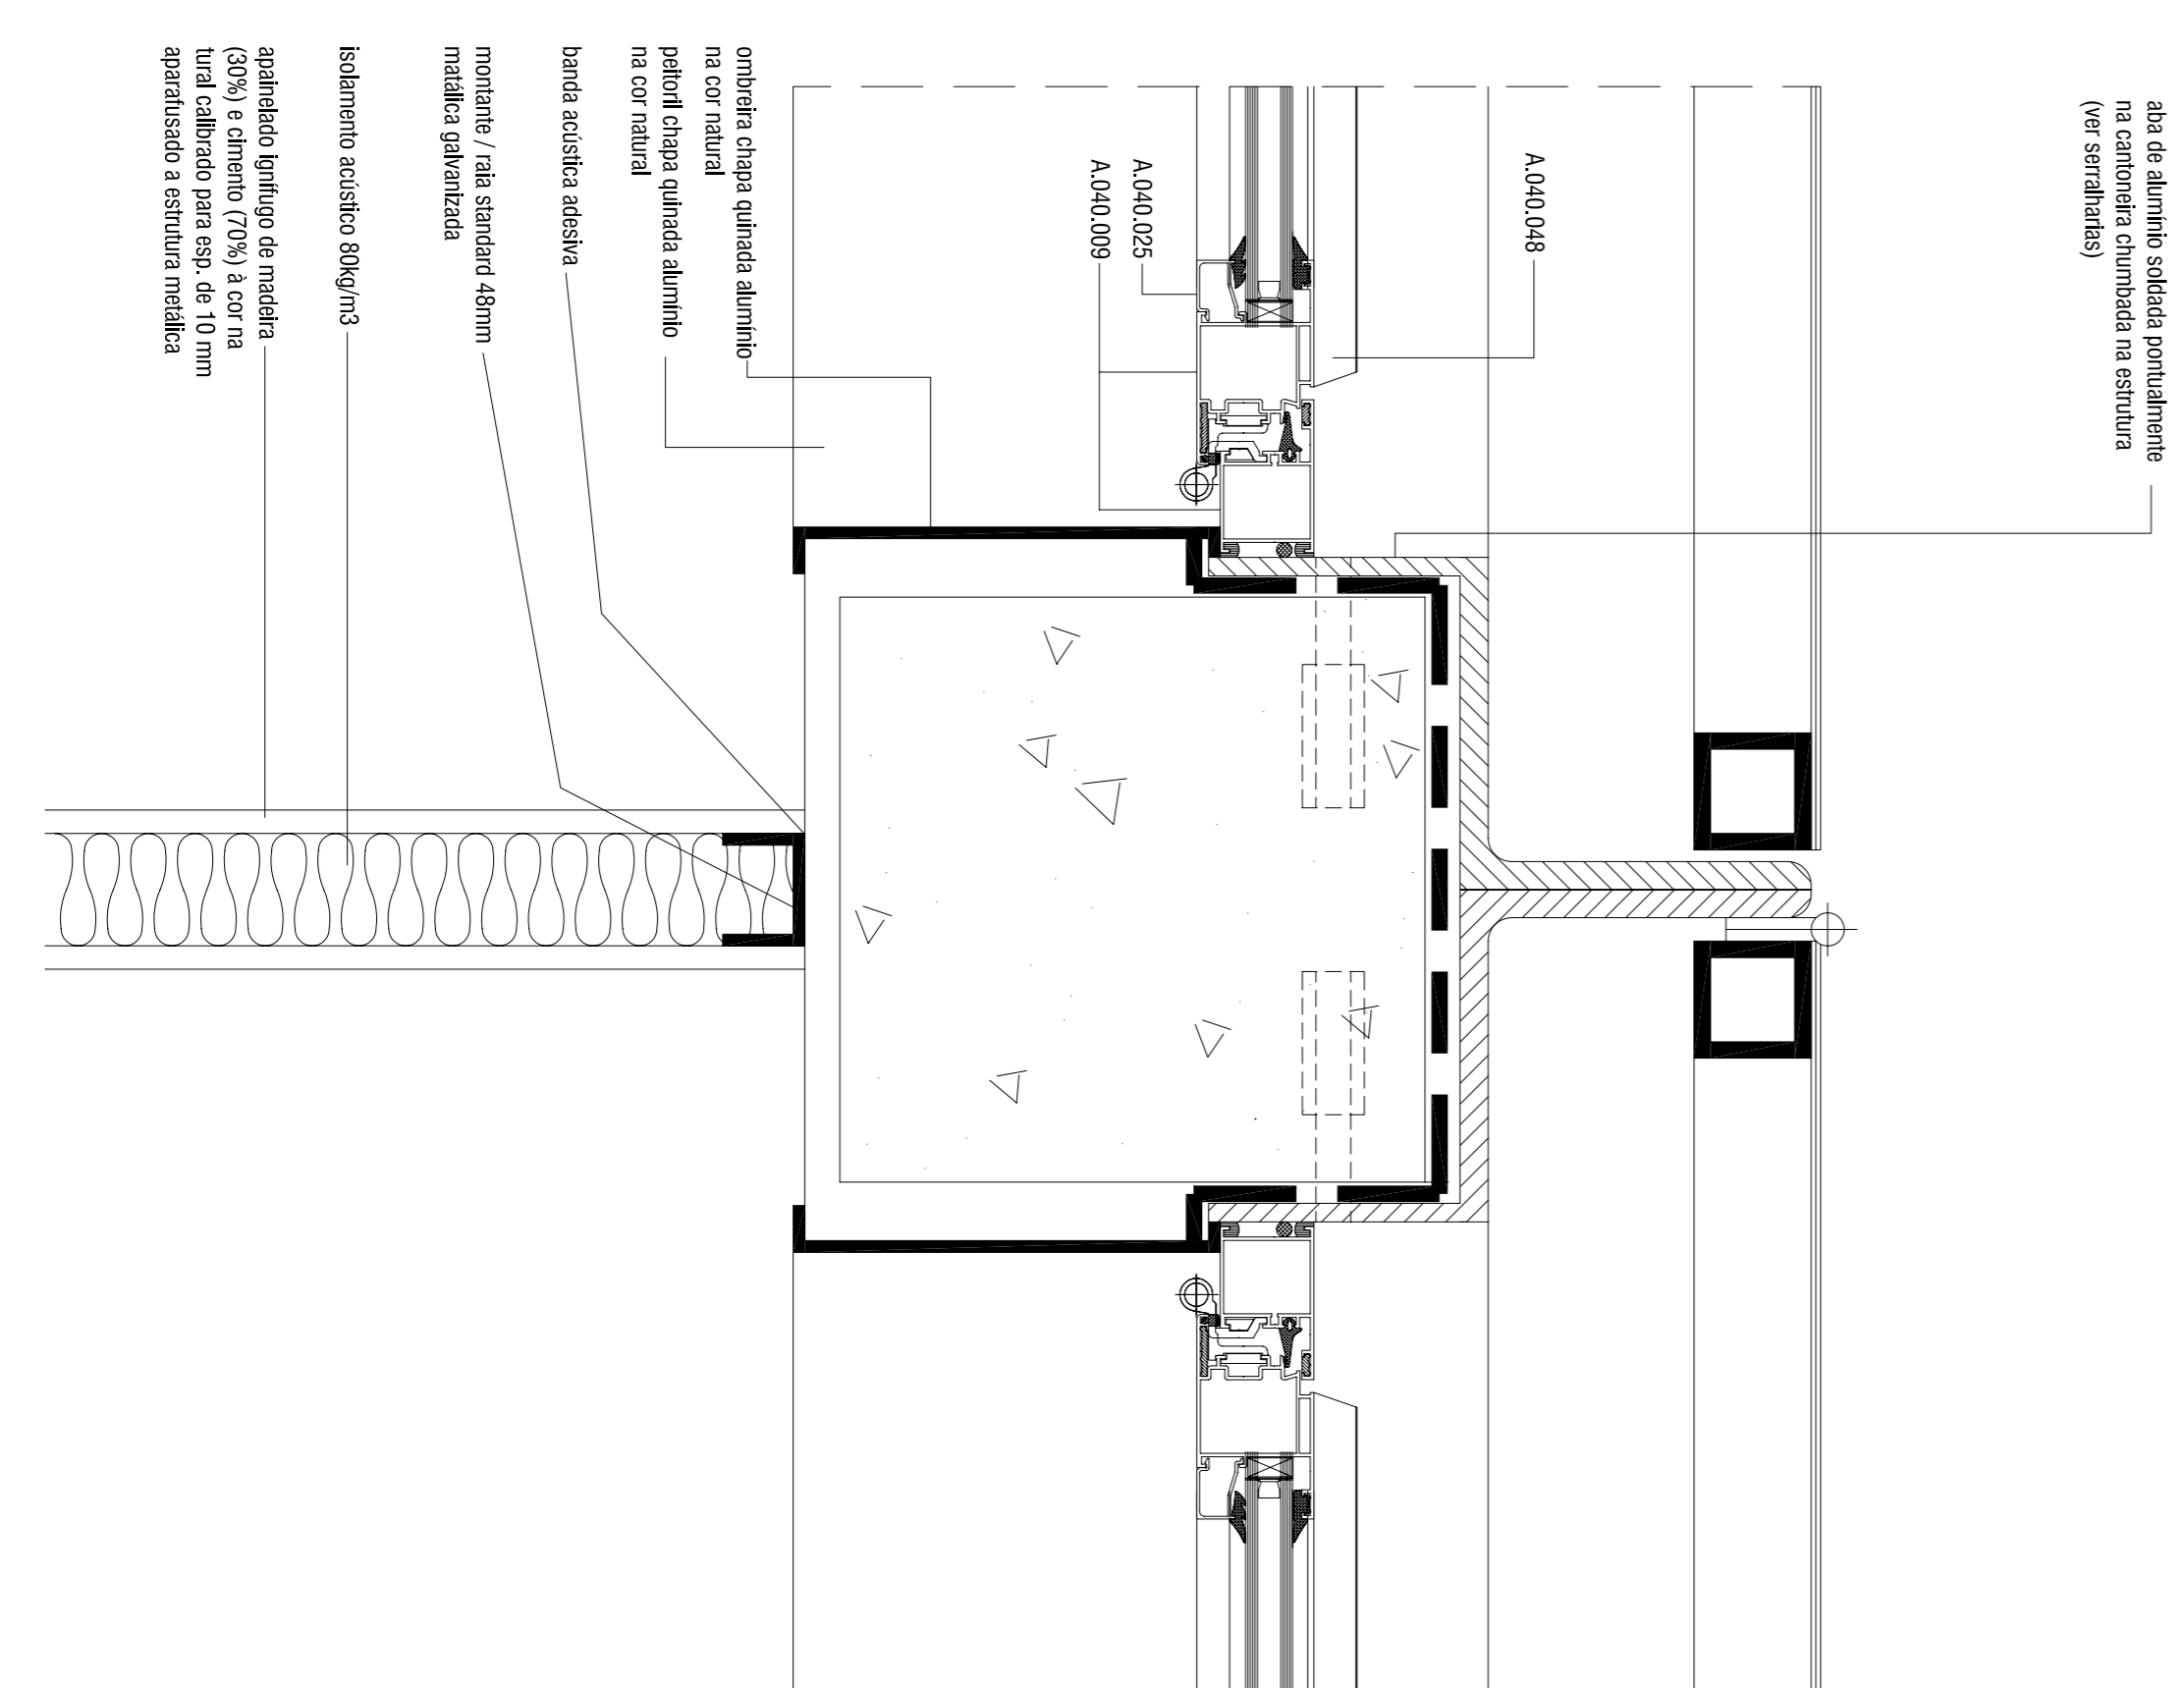 aba de alumínio soldada pontualmente
na cantoneira chumbada na estrutura
(ver serralharias)
A.040.048
A.040.025
A.040.009
ombreira chapa quinada alumínio
na cor natural
peitoril chapa quinada alumínio
na cor natural
banda acústica adesiva
montante / raia standard 48mm
matálica galvanizada
isolamento acústico 80kg/m3
apainelado ignífugo de madeira
(30%) e cimento (70%) à cor na
tural calibrado para esp. de 10 mm
aparafusado a estrutura metálica